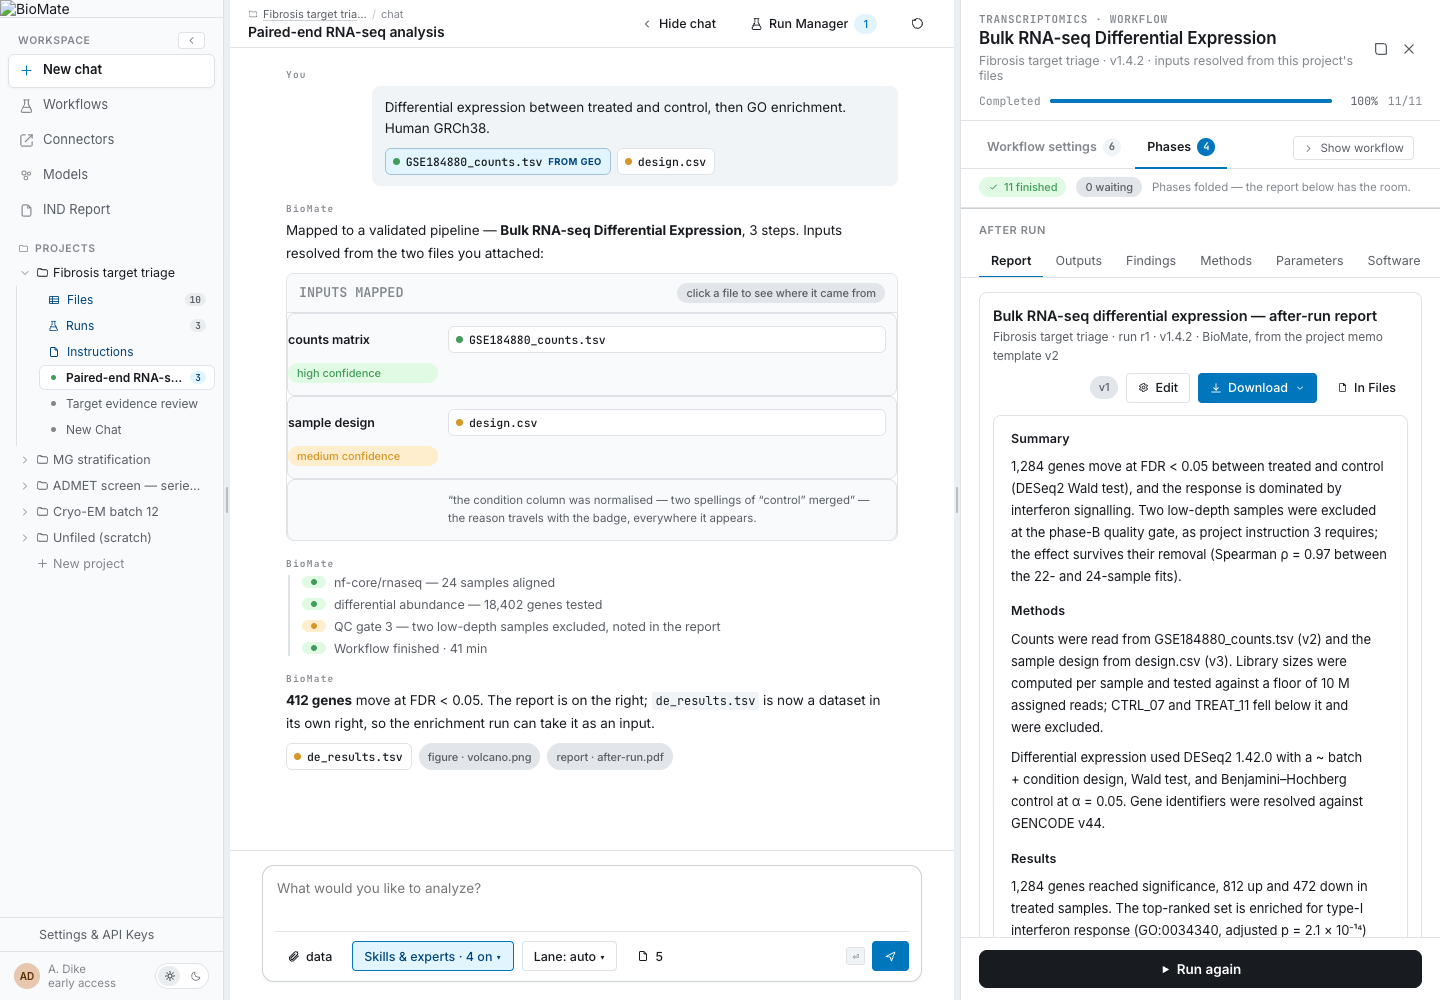 BioMate
WORKSPACE
New chat
Workflows
Connectors
Models
IND Report
PROJECTS
Fibrosis target triage
Files 10
Runs 3
Instructions
Paired-end RNA-s... 3
Target evidence review
New Chat
MG stratification
ADMET screen — serie...
Cryo-EM batch 12
Unfiled (scratch)
New project
Settings & API Keys
AD
A. Dike
early access
Fibrosis target tria... / chat
Paired-end RNA-seq analysis
Hide chat
Run Manager 1
You
Differential expression between treated and control, then GO enrichment.
Human GRCh38.
GSE184880_counts.tsv FROM GEO
design.csv
BioMate
Mapped to a validated pipeline — Bulk RNA-seq Differential Expression, 3 steps. Inputs
resolved from the two files you attached:
INPUTS MAPPED
click a file to see where it came from
counts matrix
GSE184880_counts.tsv
high confidence
sample design
design.csv
medium confidence
“the condition column was normalised — two spellings of “control” merged” —
the reason travels with the badge, everywhere it appears.
BioMate
nf-core/rnaseq — 24 samples aligned
differential abundance — 18,402 genes tested
QC gate 3 — two low-depth samples excluded, noted in the report
Workflow finished · 41 min
BioMate
412 genes move at FDR < 0.05. The report is on the right; de_results.tsv is now a dataset in
its own right, so the enrichment run can take it as an input.
de_results.tsv
figure · volcano.png
report · after-run.pdf
What would you like to analyze?
data
Skills & experts · 4 on ▾
Lane: auto ▾
5
TRANSCRIPTOMICS · WORKFLOW
Bulk RNA-seq Differential Expression
Fibrosis target triage · v1.4.2 · inputs resolved from this project's
files
Completed 100% 11/11
Workflow settings 6
Phases 4
Show workflow
11 finished
0 waiting
Phases folded — the report below has the room.
AFTER RUN
Report
Outputs
Findings
Methods
Parameters
Software
Bulk RNA-seq differential expression — after-run report
Fibrosis target triage · run r1 · v1.4.2 · BioMate, from the project memo
template v2
v1
Edit
Download
In Files
Summary
1,284 genes move at FDR < 0.05 between treated and control
(DESeq2 Wald test), and the response is dominated by
interferon signalling. Two low-depth samples were excluded
at the phase-B quality gate, as project instruction 3 requires;
the effect survives their removal (Spearman ρ = 0.97 between
the 22- and 24-sample fits).
Methods
Counts were read from GSE184880_counts.tsv (v2) and the
sample design from design.csv (v3). Library sizes were
computed per sample and tested against a floor of 10 M
assigned reads; CTRL_07 and TREAT_11 fell below it and
were excluded.
Differential expression used DESeq2 1.42.0 with a ~ batch
+ condition design, Wald test, and Benjamini–Hochberg
control at α = 0.05. Gene identifiers were resolved against
GENCODE v44.
Results
1,284 genes reached significance, 812 up and 472 down in
treated samples. The top-ranked set is enriched for type-I
interferon response (GO:0034340, adjusted p = 2.1 × 10⁻¹⁴)
Run again